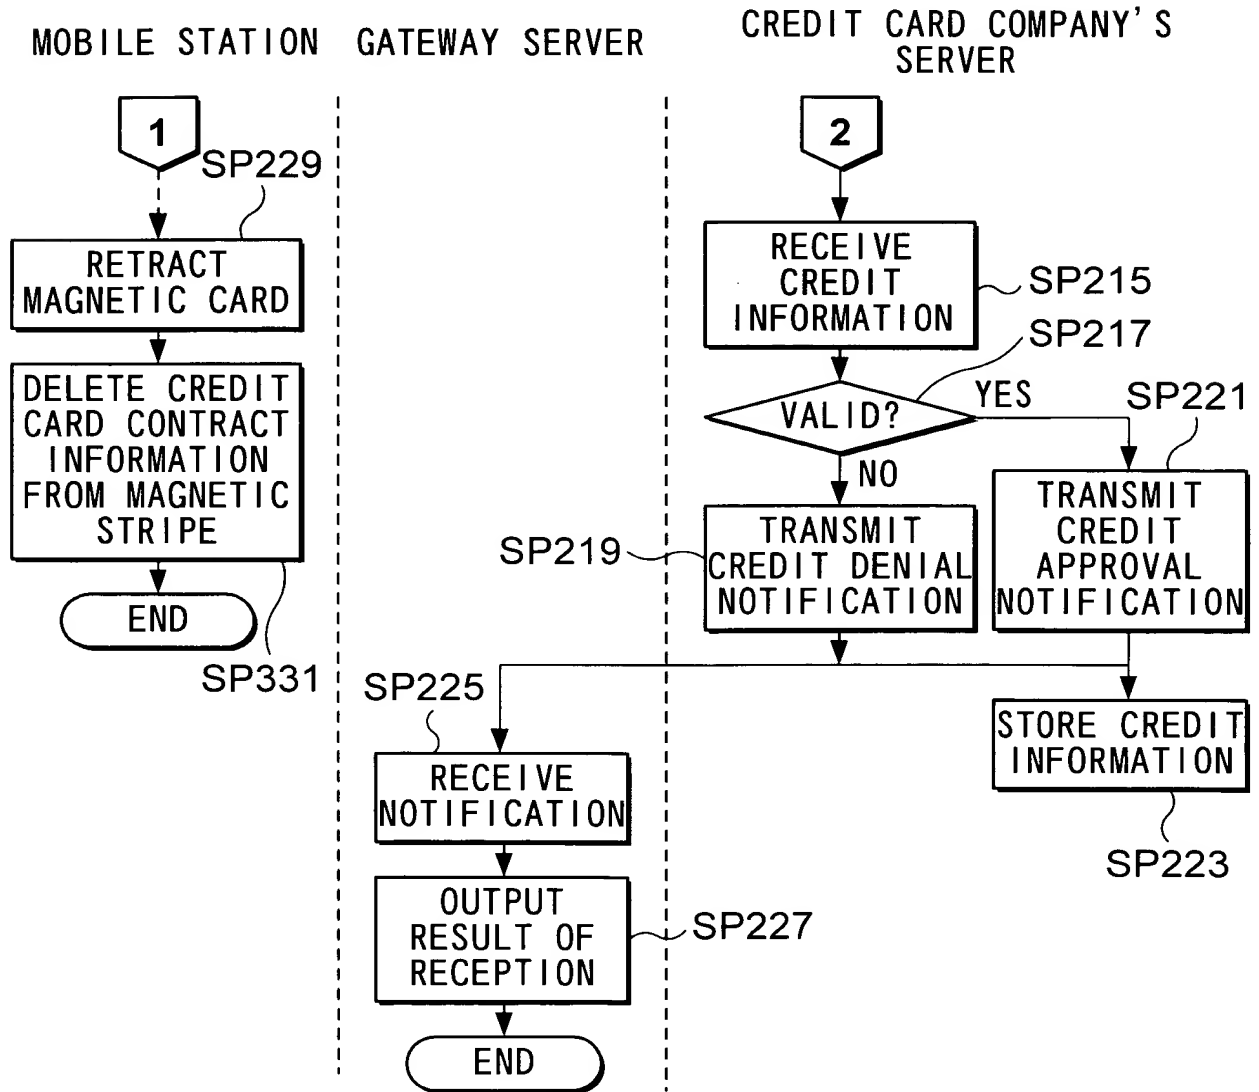 MOBILE STATION
GATEWAY SERVER
CREDIT CARD COMPANY'S
SERVER
1
SP229
RETRACT
MAGNETIC CARD
DELETE CREDIT
CARD CONTRACT
INFORMATION
FROM MAGNETIC
STRIPE
END
SP331
2
RECEIVE
CREDIT
INFORMATION
SP215
SP217
VALID?
YES
NO
SP221
SP219
TRANSMIT
CREDIT DENIAL
NOTIFICATION
TRANSMIT
CREDIT
APPROVAL
NOTIFICATION
SP225
RECEIVE
NOTIFICATION
STORE CREDIT
INFORMATION
SP223
OUTPUT
RESULT OF
RECEPTION
SP227
END